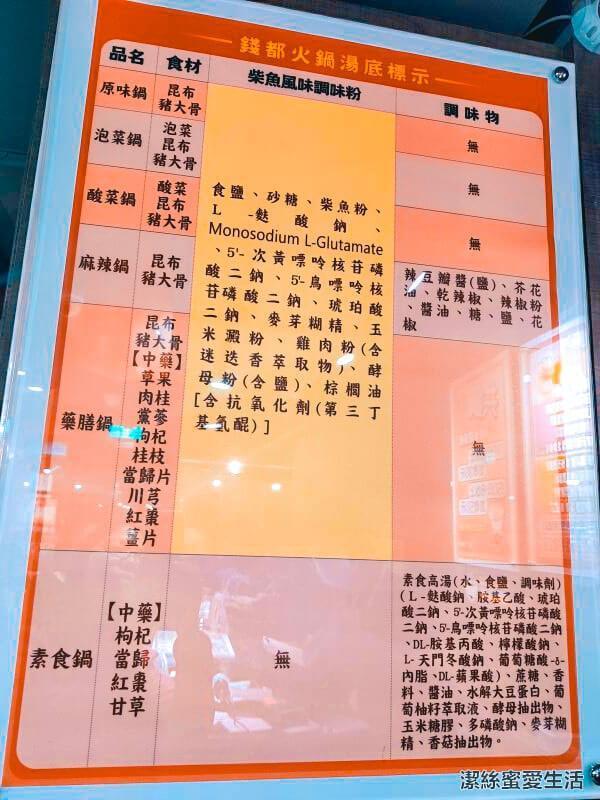 錢都火鍋湯底標示
品名 食材 柴魚風味調味粉 調味物
原味鍋
昆布
豬大骨
無
泡菜鍋
泡菜
昆布
豬大骨
無
酸菜鍋
酸菜
昆布
豬大骨
無
麻辣鍋
昆布
豬大骨
辣豆瓣醬(鹽)、芥花
油、乾辣椒、辣椒粉
、醬油、糖、鹽、花
椒
藥膳鍋
昆布
豬大骨
【中藥】
草果
肉桂
黨蔘
枸杞
桂枝
當歸片
川芎
紅棗
薑片
無
食鹽、砂糖、柴魚粉、
L-麩酸鈉、
Monosodium L-Glutamate
、5'-次黃嘌呤核苷磷
酸二鈉、5'-鳥嘌呤核
苷磷酸二鈉、琥珀酸
二鈉、麥芽糊精、玉
米澱粉、雞肉粉(含
迷迭香萃取物)、酵
母粉(含鹽)、棕櫚油
[含抗氧化劑(第三丁
基氫醌)]
素食鍋
【中藥】
枸杞
當歸
紅棗
甘草
無
素食高湯(水、食鹽、調味劑)
(L-麩酸鈉、胺基乙酸、琥珀
酸二鈉、5'-次黃嘌呤核苷磷酸
二鈉、5'-鳥嘌呤核苷磷酸二鈉
、DL-胺基丙酸、檸檬酸鈉、
L-天門冬酸鈉、葡萄糖酸-δ-
內脂、DL-蘋果酸)、蔗糖、香
料、醬油、水解大豆蛋白、葡
萄柚籽萃取液、酵母抽出物、
玉米糖膠、多磷酸鈉、麥芽糊
精、香菇抽出物。
潔絲蜜愛生活